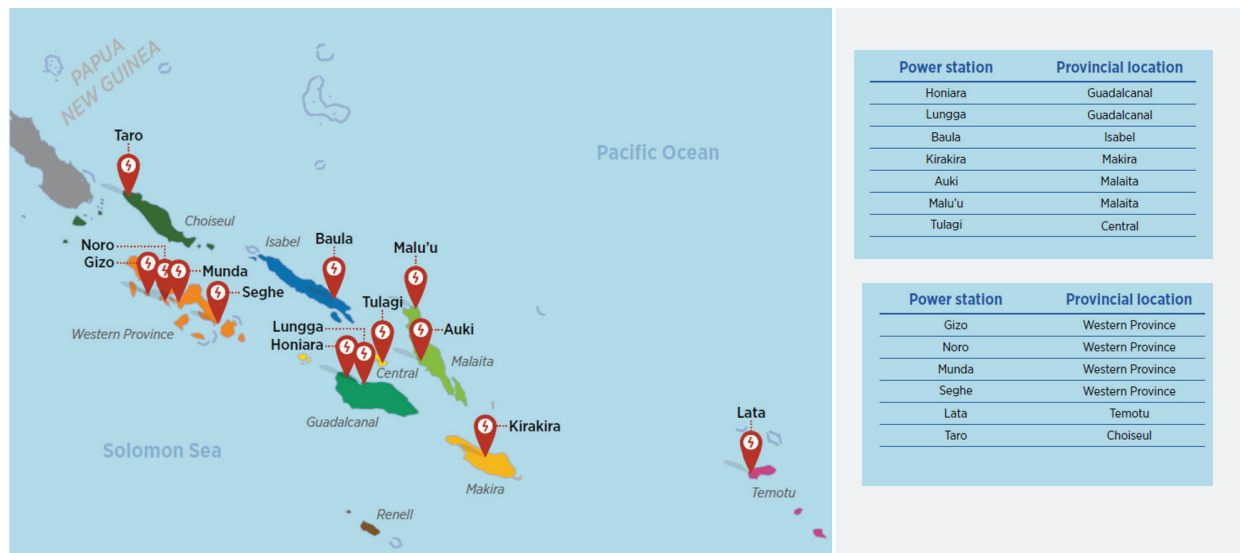 PAPUA
NEW GUINEA
Taro
Pacific Ocean
Choiseul
Noro
Gizo
Munda
Seghe
Isabel
Baula
Malu'u
Tulagi
Western Province
Lungga
Honiara
Auki
Malaita
Central
Guadalcanal
Kirakira
Lata
Solomon Sea
Makira
Temotu
Renell
Power station Provincial location
Honiara Guadalcanal
Lungga Guadalcanal
Baula Isabel
Kirakira Makira
Auki Malaita
Malu'u Malaita
Tulagi Central
Power station Provincial location
Gizo Western Province
Noro Western Province
Munda Western Province
Seghe Western Province
Lata Temotu
Taro Choiseul